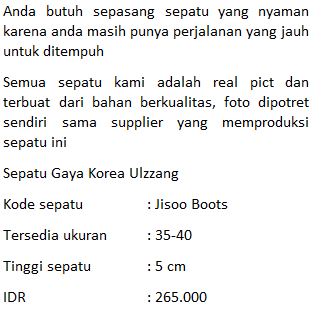 Anda butuh sepasang sepatu yang nyaman
karena anda masih punya perjalanan yang jauh
untuk ditempuh
Semua sepatu kami adalah real pict dan
terbuat dari bahan berkualitas, foto dipotret
sendiri sama supplier yang memproduksi
sepatu ini
Sepatu Gaya Korea Ulzzang
Kode sepatu : Jisoo Boots
Tersedia ukuran : 35-40
Tinggi sepatu : 5 cm
IDR : 265.000